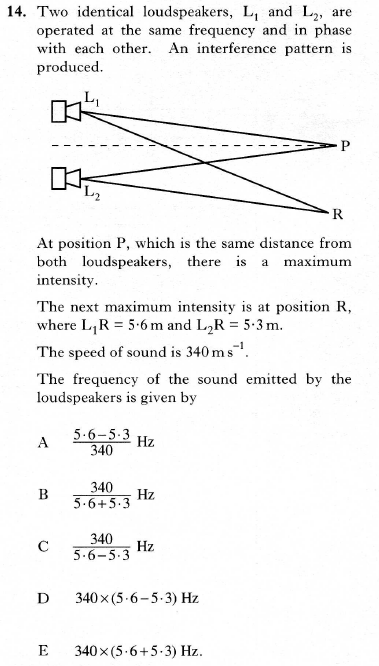 14. Two identical loudspeakers, L₁ and L₂, are
operated at the same frequency and in phase
with each other. An interference pattern is
produced.
L₁
P
L₂
R
At position P, which is the same distance from
both loudspeakers, there is a maximum
intensity.
The next maximum intensity is at position R,
where L₁R = 5·6 m and L₂R = 5·3 m.
The speed of sound is 340 m s⁻¹.
The frequency of the sound emitted by the
loudspeakers is given by
A 5·6−5·3 / 340 Hz
B 340 / 5·6+5·3 Hz
C 340 / 5·6−5·3 Hz
D 340×(5·6−5·3) Hz
E 340×(5·6+5·3) Hz.